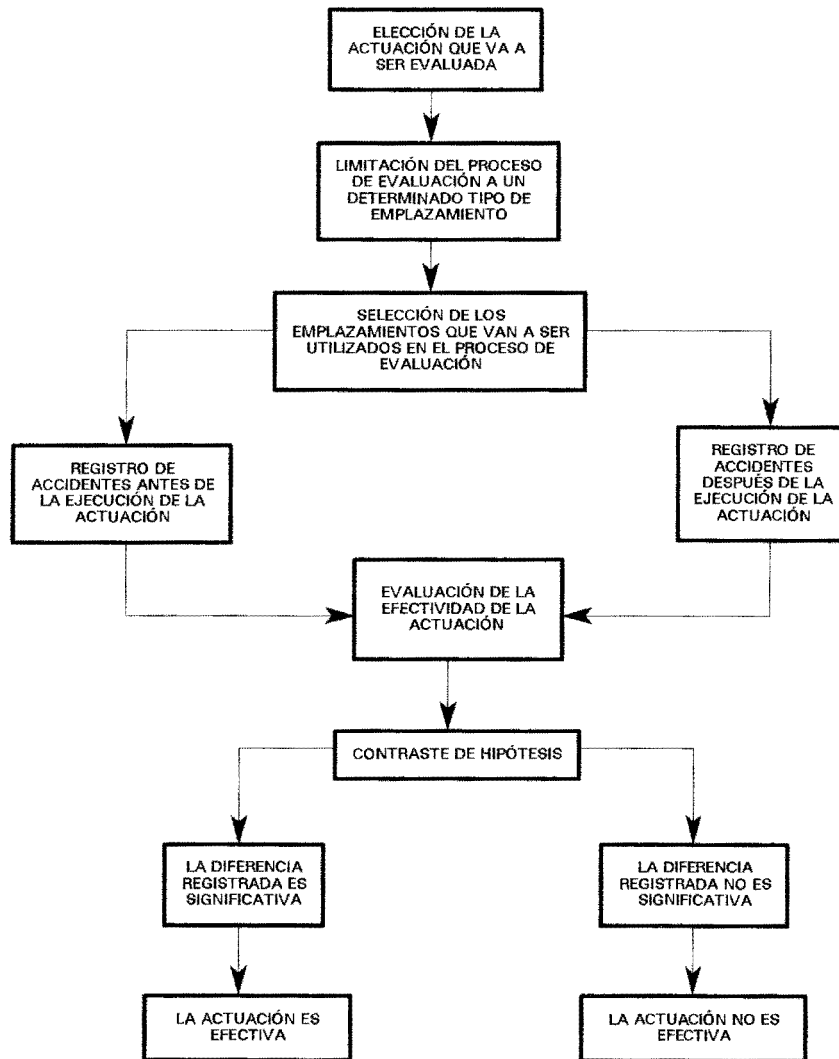 ELECCIÓN DE LA
ACTUACIÓN QUE VA A
SER EVALUADA
LIMITACIÓN DEL PROCESO
DE EVALUACIÓN A UN
DETERMINADO TIPO DE
EMPLAZAMIENTO
SELECCIÓN DE LOS
EMPLAZAMIENTOS QUE VAN A SER
UTILIZADOS EN EL PROCESO DE
EVALUACIÓN
REGISTRO DE
ACCIDENTES ANTES DE
LA EJECUCIÓN DE LA
ACTUACIÓN
REGISTRO DE
ACCIDENTES
DESPUÉS DE LA
EJECUCIÓN DE LA
ACTUACIÓN
EVALUACIÓN DE LA
EFECTIVIDAD DE LA
ACTUACIÓN
CONTRASTE DE HIPÓTESIS
LA DIFERENCIA
REGISTRADA ES
SIGNIFICATIVA
LA DIFERENCIA
REGISTRADA NO ES
SIGNIFICATIVA
LA ACTUACIÓN ES
EFECTIVA
LA ACTUACIÓN NO ES
EFECTIVA